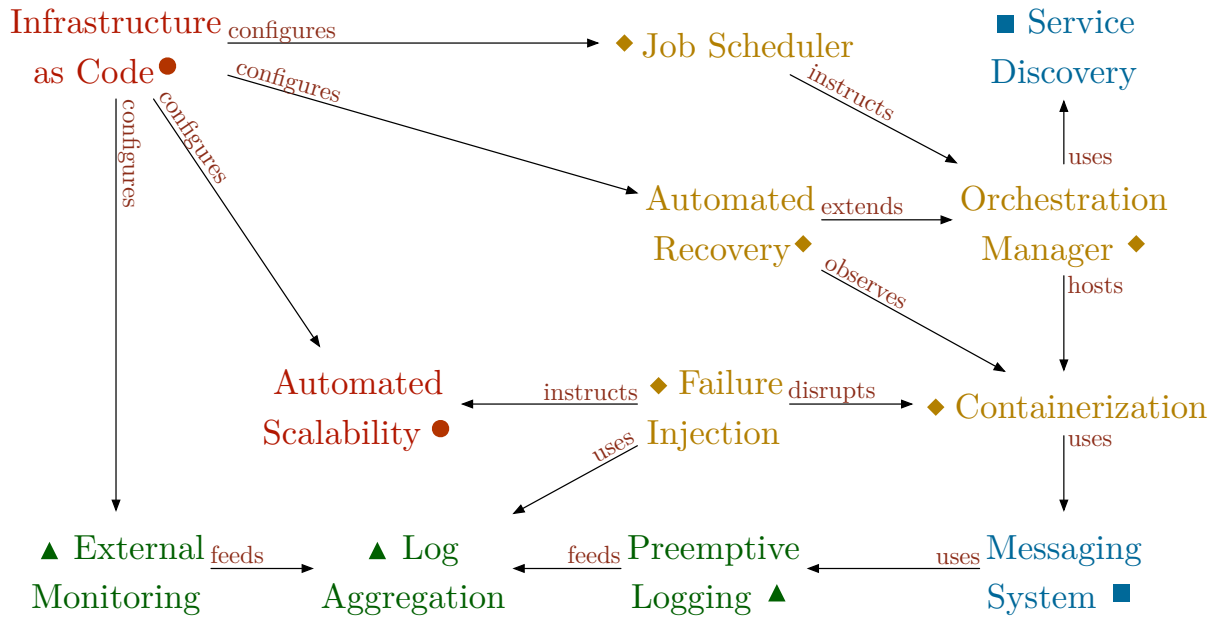 Infrastructure
as Code
configures
Job Scheduler
Service
Discovery
configures
configures
configures
instructs
uses
Automated
Recovery
extends
Orchestration
Manager
observes
hosts
Automated
Scalability
instructs
Failure
Injection
disrupts
Containerization
uses
uses
External
Monitoring
feeds
Log
Aggregation
feeds
Preemptive
Logging
uses
Messaging
System